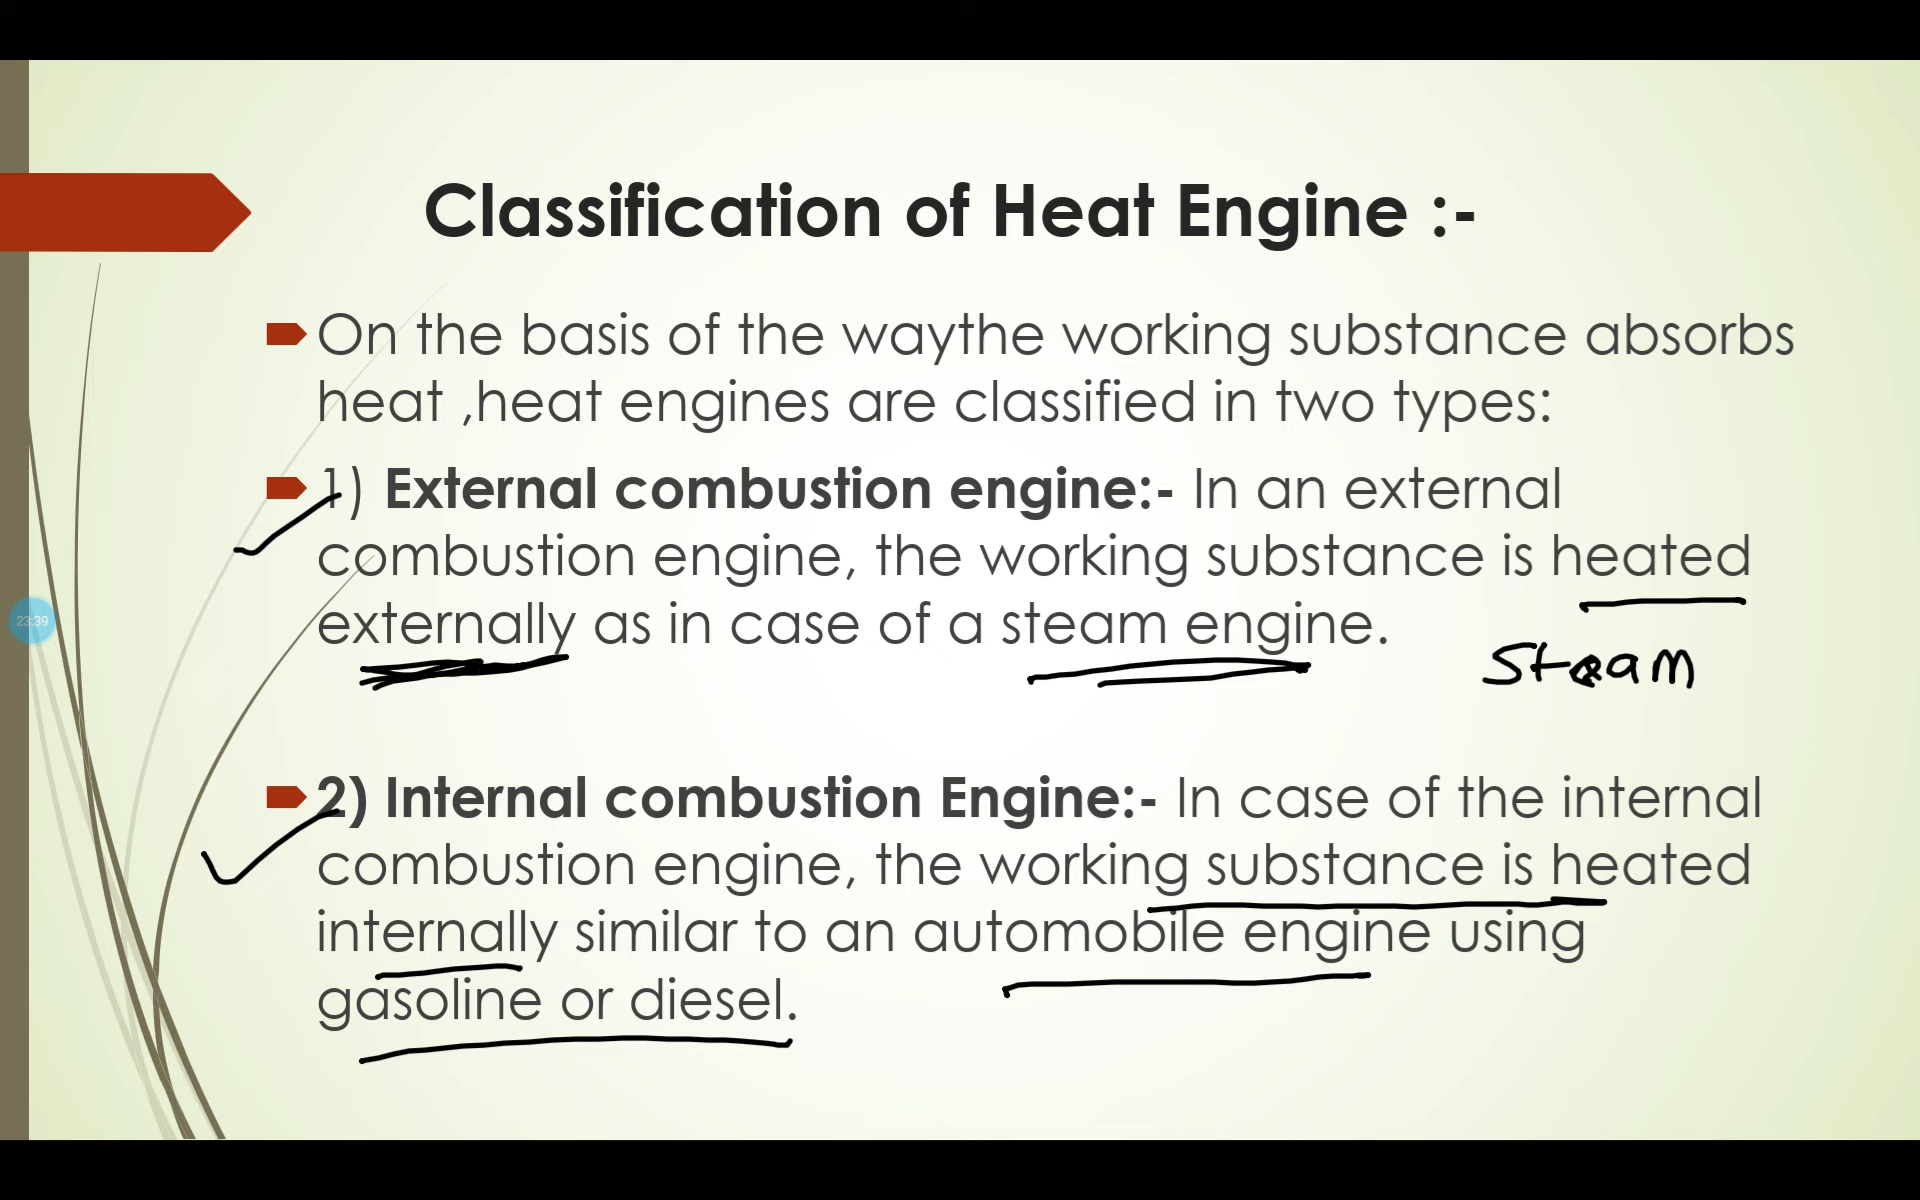 Classification of Heat Engine :-
On the basis of the waythe working substance absorbs
heat ,heat engines are classified in two types:
1) External combustion engine:- In an external
combustion engine, the working substance is heated
23:39
externally as in case of a steam engine.
Steam
2) Internal combustion Engine:- In case of the internal
combustion engine, the working substance is heated
internally similar to an automobile engine using
gasoline or diesel.